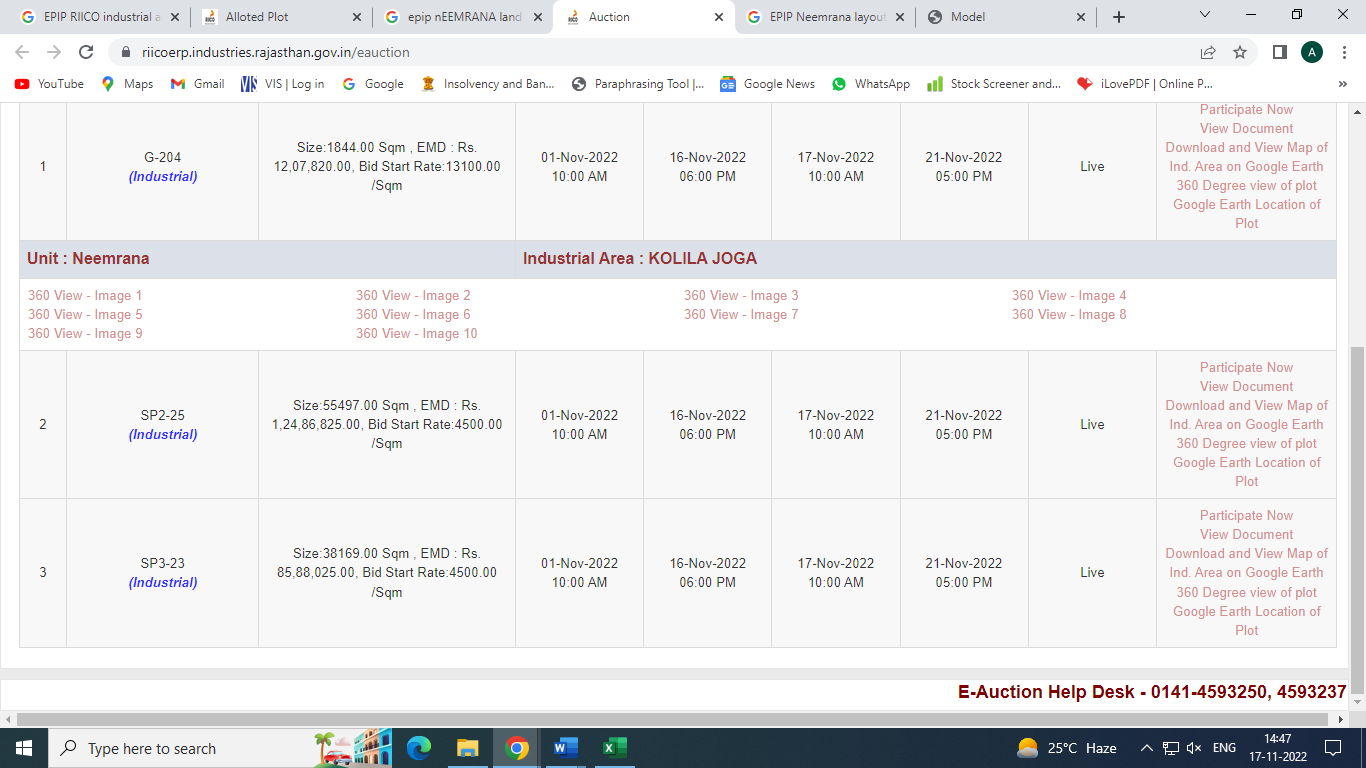 EPIP RIICO industrial a
Alloted Plot
epip nEEMRANA land
Auction
EPIP Neemrana layout
Model
riicoerp.industries.rajasthan.gov.in/eauction
A
YouTube
Maps
Gmail
VIS | Log in
Google
Insolvency and Ban...
Paraphrasing Tool |...
Google News
WhatsApp
Stock Screener and...
iLovePDF | Online P...
1
G-204
(Industrial)
Size:1844.00 Sqm , EMD : Rs.
12,07,820.00, Bid Start Rate:13100.00
/Sqm
01-Nov-2022
10:00 AM
16-Nov-2022
06:00 PM
17-Nov-2022
10:00 AM
21-Nov-2022
05:00 PM
Live
Participate Now
View Document
Download and View Map of
Ind. Area on Google Earth
360 Degree view of plot
Google Earth Location of
Plot
Unit : Neemrana
Industrial Area : KOLILA JOGA
360 View - Image 1
360 View - Image 2
360 View - Image 3
360 View - Image 4
360 View - Image 5
360 View - Image 6
360 View - Image 7
360 View - Image 8
360 View - Image 9
360 View - Image 10
2
SP2-25
(Industrial)
Size:55497.00 Sqm , EMD : Rs.
1,24,86,825.00, Bid Start Rate:4500.00
/Sqm
01-Nov-2022
10:00 AM
16-Nov-2022
06:00 PM
17-Nov-2022
10:00 AM
21-Nov-2022
05:00 PM
Live
Participate Now
View Document
Download and View Map of
Ind. Area on Google Earth
360 Degree view of plot
Google Earth Location of
Plot
3
SP3-23
(Industrial)
Size:38169.00 Sqm , EMD : Rs.
85,88,025.00, Bid Start Rate:4500.00
/Sqm
01-Nov-2022
10:00 AM
16-Nov-2022
06:00 PM
17-Nov-2022
10:00 AM
21-Nov-2022
05:00 PM
Live
Participate Now
View Document
Download and View Map of
Ind. Area on Google Earth
360 Degree view of plot
Google Earth Location of
Plot
E-Auction Help Desk - 0141-4593250, 4593237
Type here to search
25°C Haze
ENG
14:47
17-11-2022